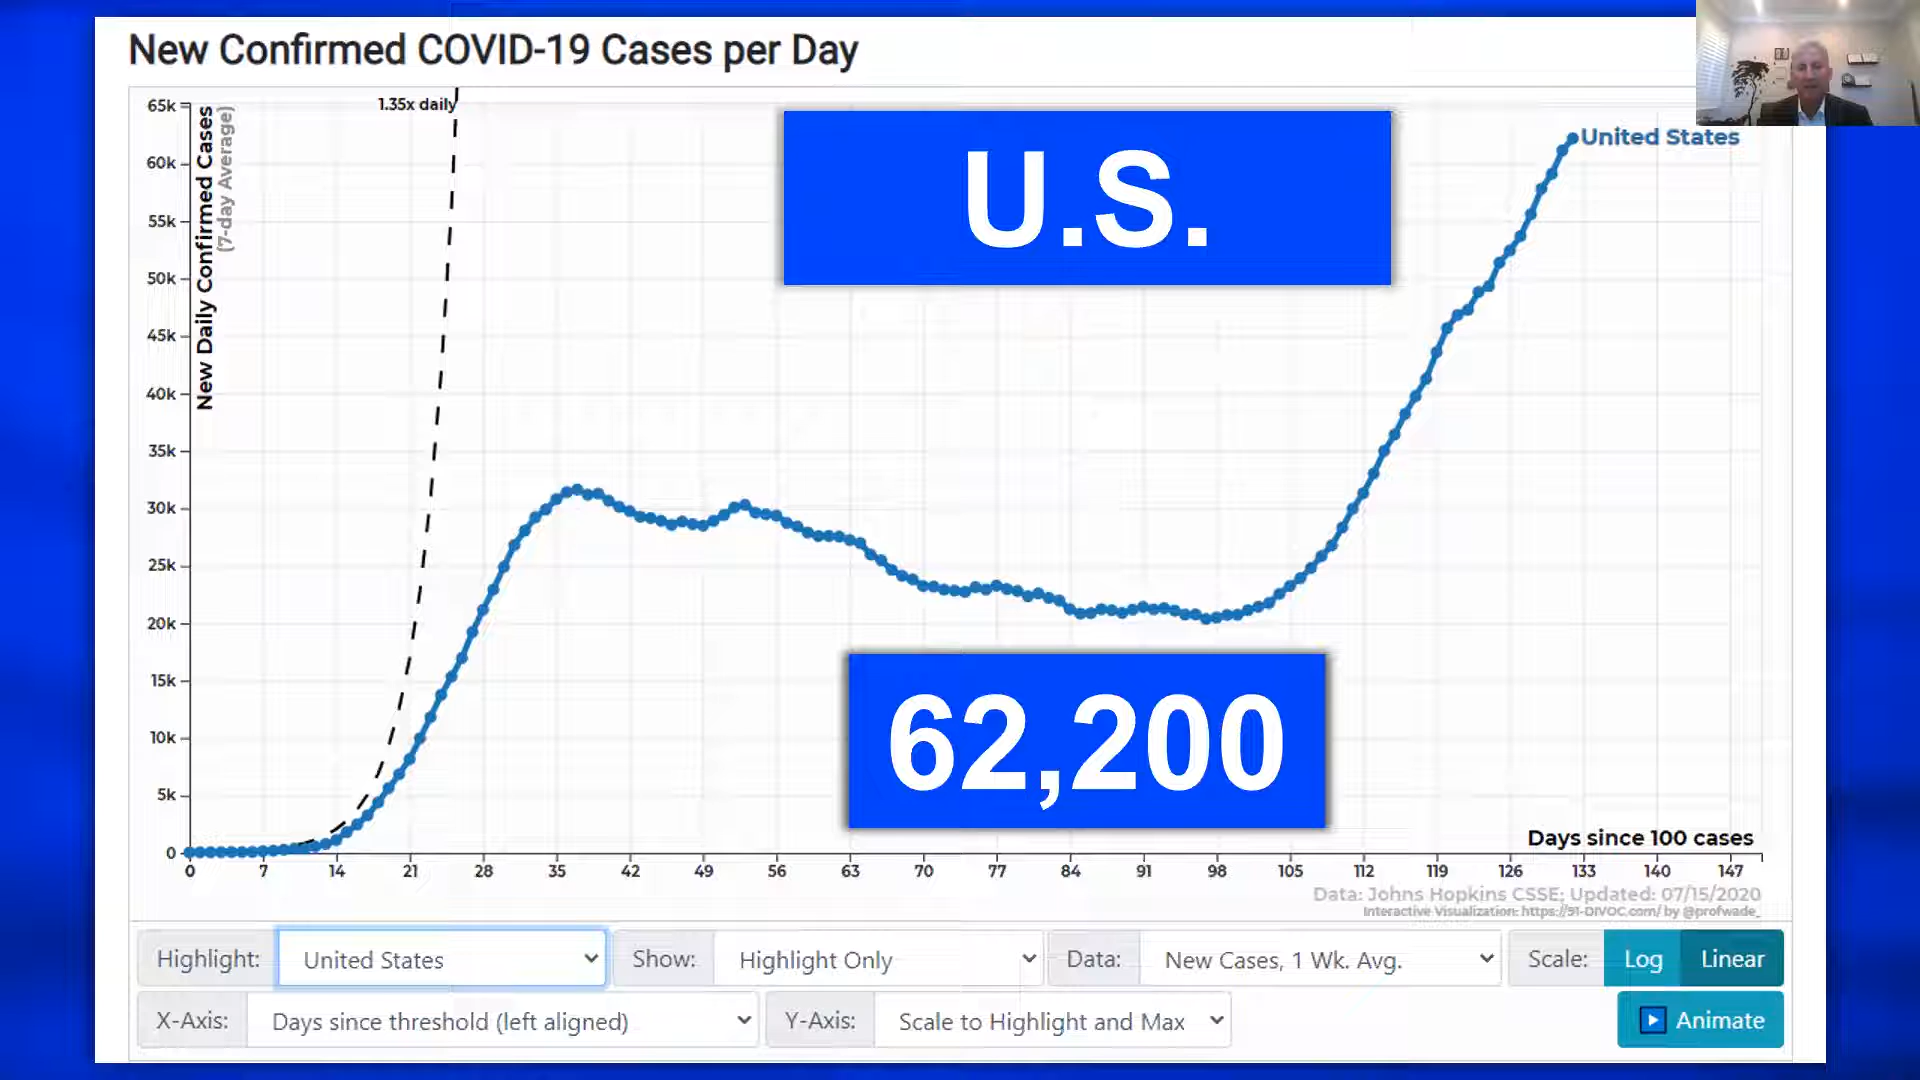 New Confirmed COVID-19 Cases per Day
1.35x daily
65k
60k
55k
50k
45k
40k
35k
30k
25k
20k
15k
10k
5k
0
New Daily Confirmed Cases
(7-day Average)
U.S.
United States
62,200
Days since 100 cases
0 7 14 21 28 35 42 49 56 63 70 77 84 91 98 105 112 119 126 133 140 147
Data: Johns Hopkins CSSE; Updated: 07/15/2020
Interactive Visualization: https://91-DIVOC.com/ by @profwade_
Highlight: United States Show: Highlight Only Data: New Cases, 1 Wk. Avg. Scale: Log Linear
X-Axis: Days since threshold (left aligned) Y-Axis: Scale to Highlight and Max Animate